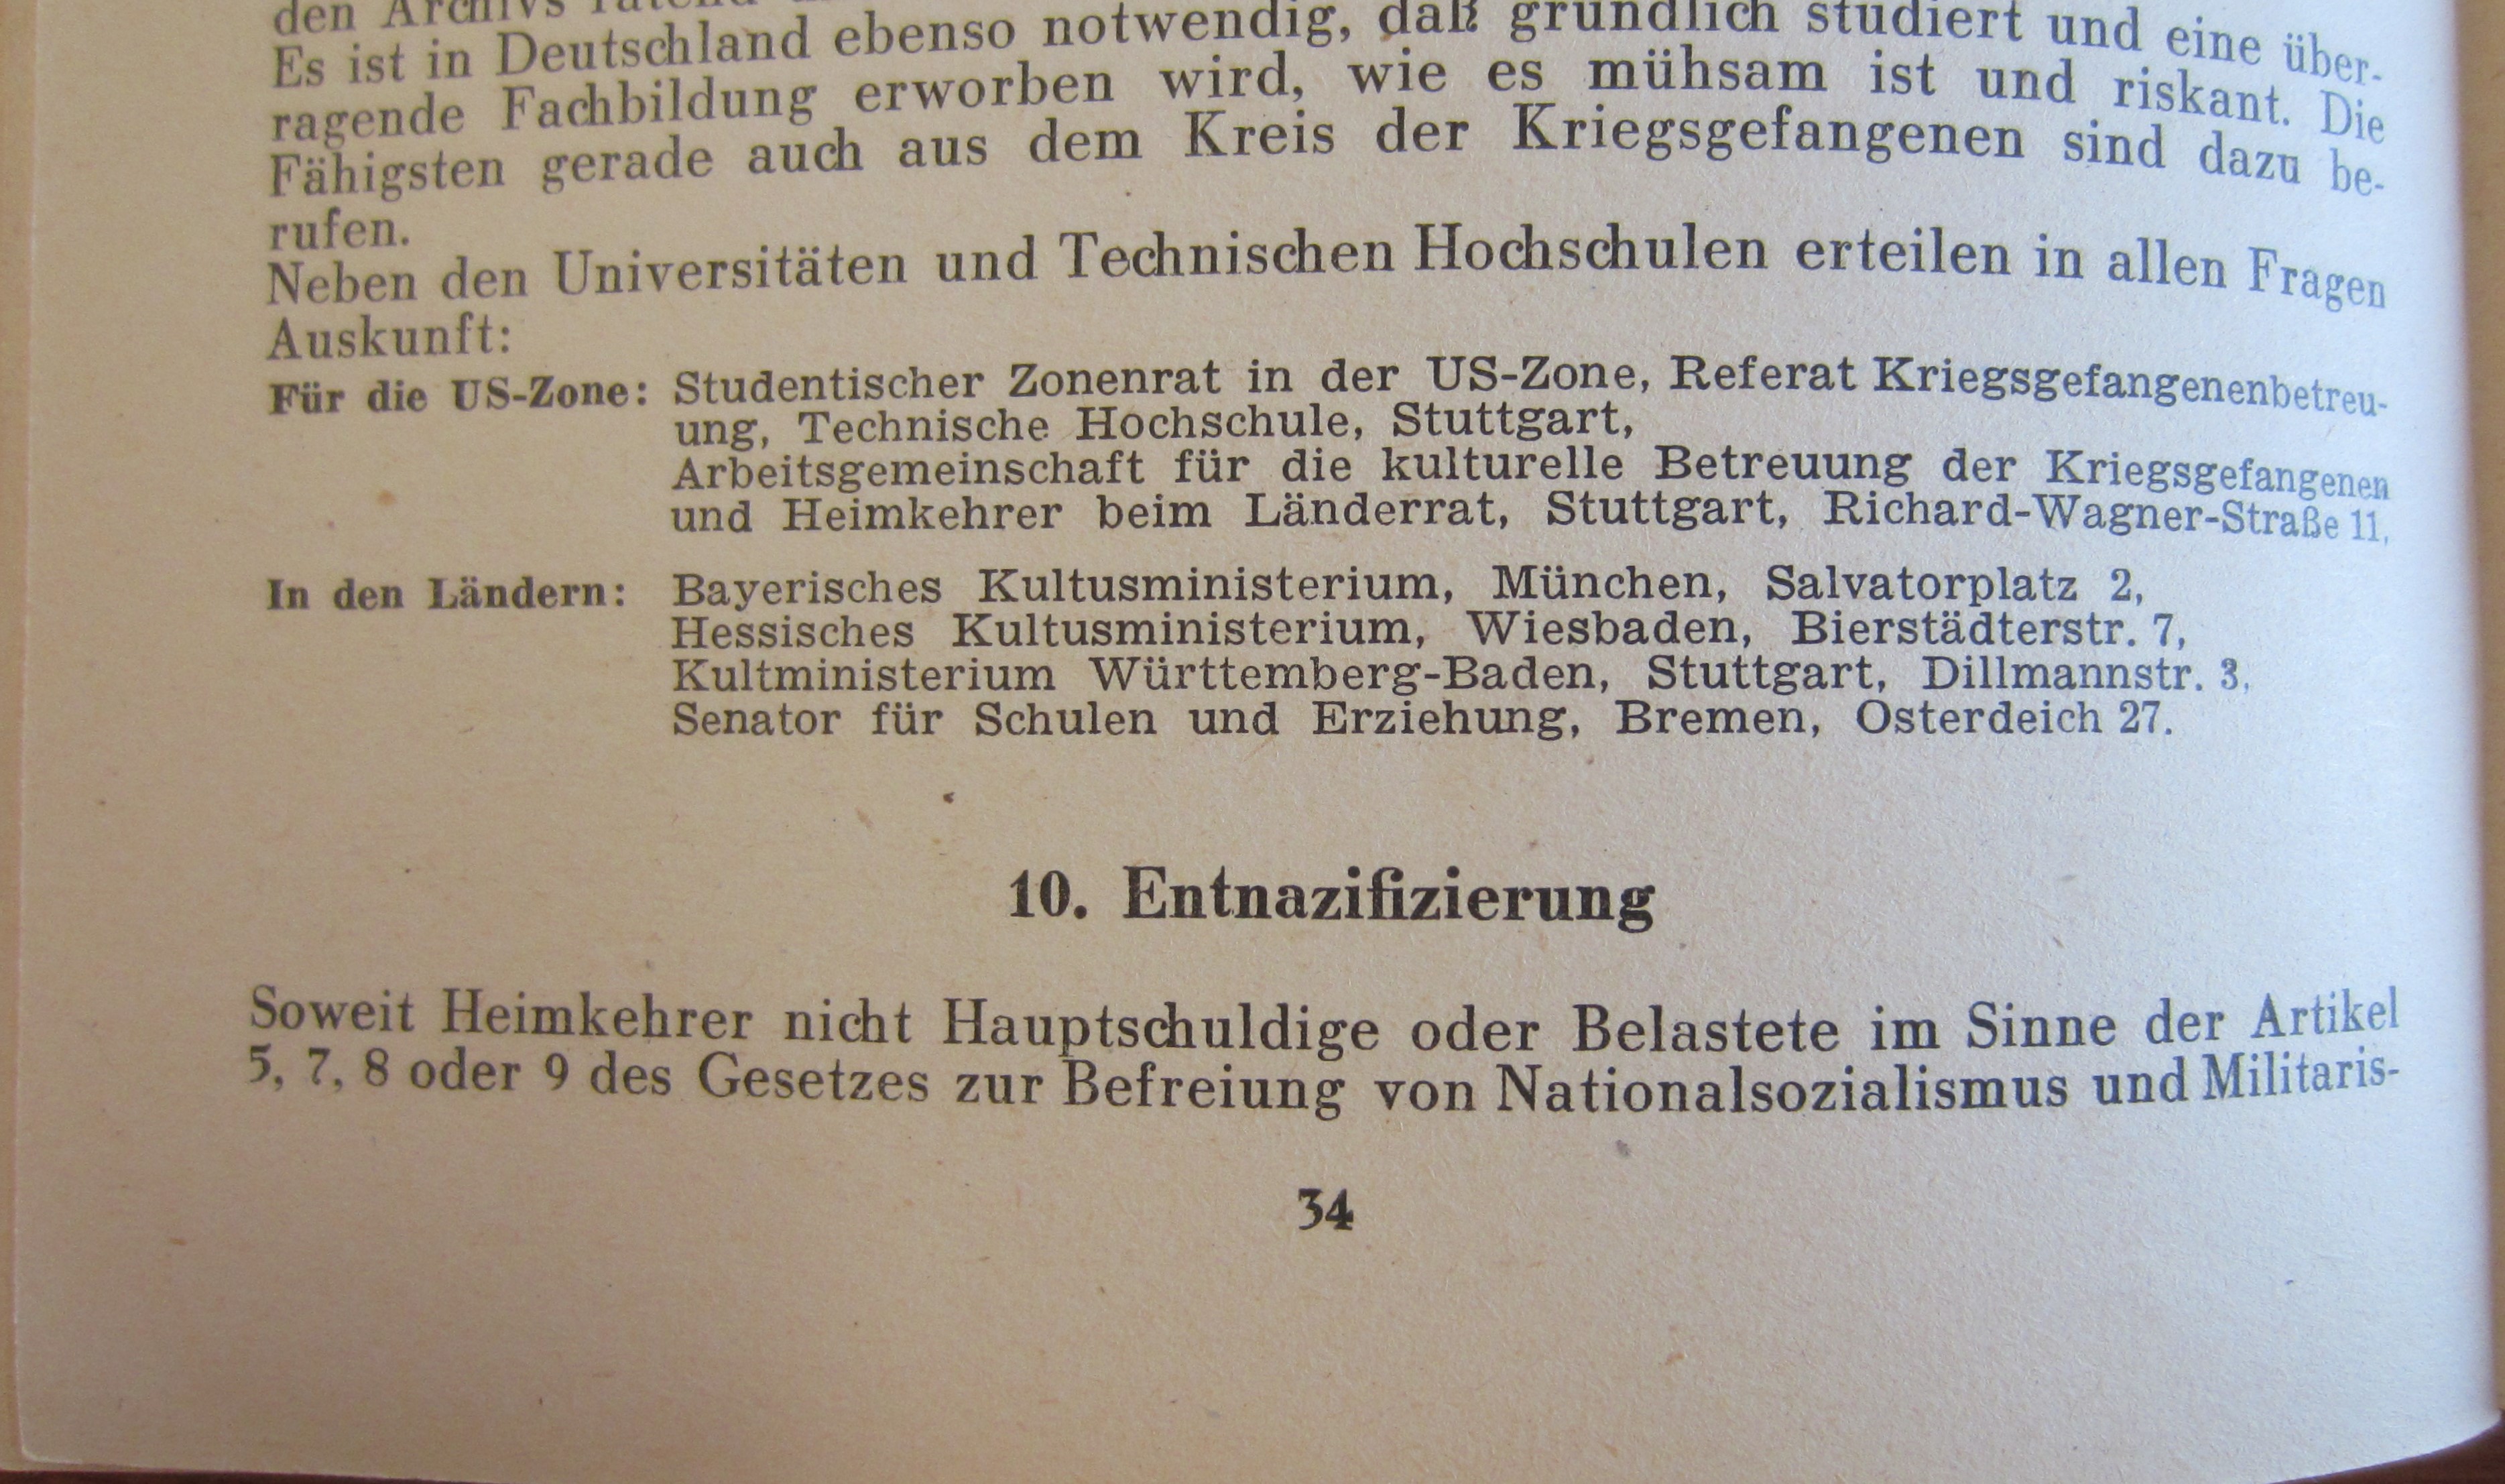 den Archivs
Es ist in Deutschland ebenso notwendig, daß gründlich studiert und eine über-
ragende Fachbildung erworben wird, wie es mühsam ist und riskant. Die
Fähigsten gerade auch aus dem Kreis der Kriegsgefangenen sind dazu be-
rufen.
Neben den Universitäten und Technischen Hochschulen erteilen in allen Fragen
Auskunft:
Für die US-Zone: Studentischer Zonenrat in der US-Zone, Referat Kriegsgefangenenbetreu-
ung, Technische Hochschule, Stuttgart,
Arbeitsgemeinschaft für die kulturelle Betreuung der Kriegsgefangenen
und Heimkehrer beim Länderrat, Stuttgart, Richard-Wagner-Straße 11,
In den Ländern: Bayerisches Kultusministerium, München, Salvatorplatz 2,
Hessisches Kultusministerium, Wiesbaden, Bierstädterstr. 7,
Kultministerium Württemberg-Baden, Stuttgart, Dillmannstr. 3,
Senator für Schulen und Erziehung, Bremen, Osterdeich 27.
10. Entnazifizierung
Soweit Heimkehrer nicht Hauptschuldige oder Belastete im Sinne der Artikel
5, 7, 8 oder 9 des Gesetzes zur Befreiung von Nationalsozialismus und Militaris-
34